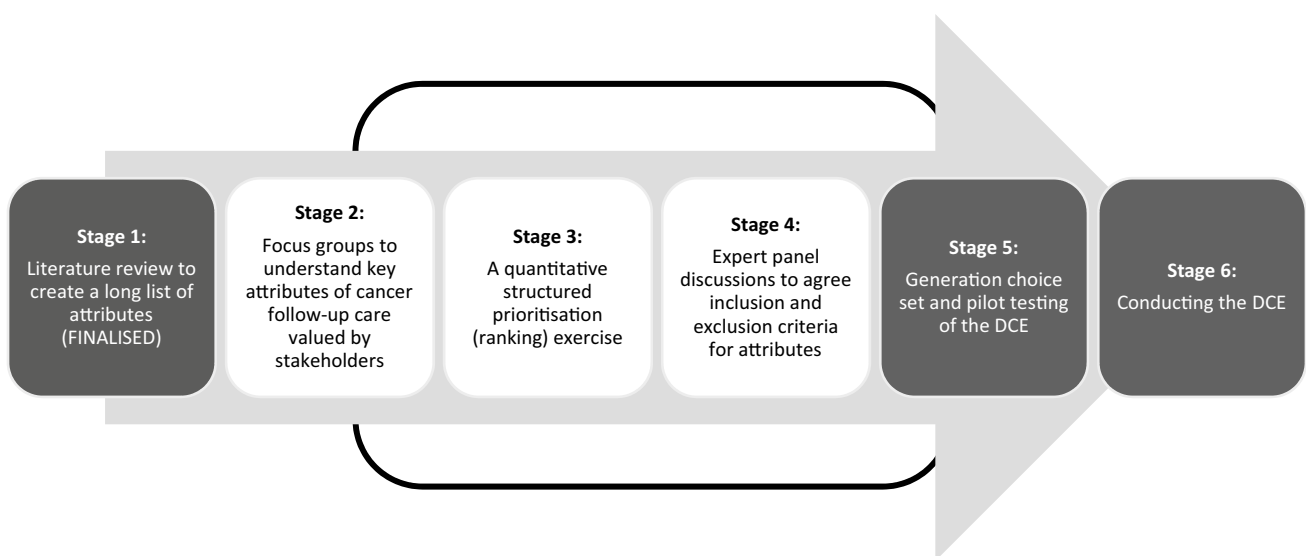 Stage 1:
Literature review to
create a long list of
attributes
(FINALISED)
Stage 2:
Focus groups to
understand key
attributes of cancer
follow-up care
valued by
stakeholders
Stage 3:
A quantitative
structured
prioritisation
(ranking) exercise
Stage 4:
Expert panel
discussions to agree
inclusion and
exclusion criteria
for attributes
Stage 5:
Generation choice
set and pilot testing
of the DCE
Stage 6:
Conducting the DCE